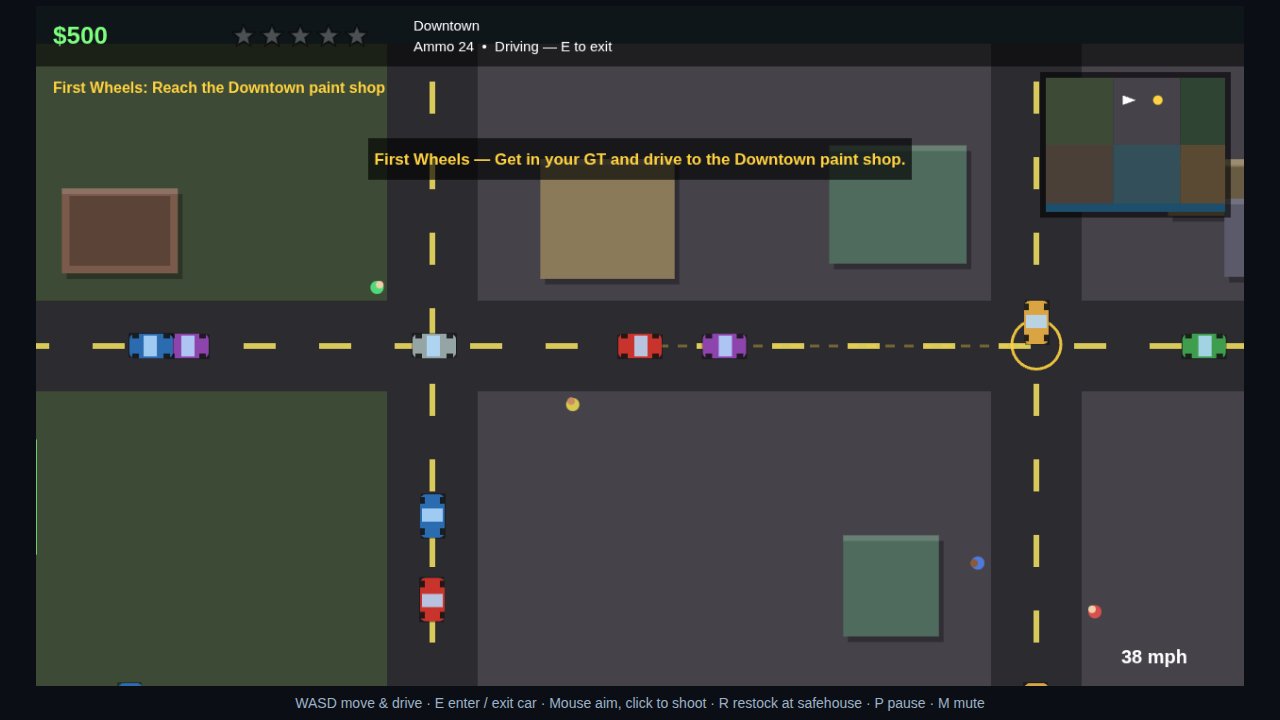 $500
Downtown
Ammo 24 • Driving — E to exit
First Wheels: Reach the Downtown paint shop
First Wheels — Get in your GT and drive to the Downtown paint shop.
38 mph
WASD move & drive · E enter / exit car · Mouse aim, click to shoot · R restock at safehouse · P pause · M mute